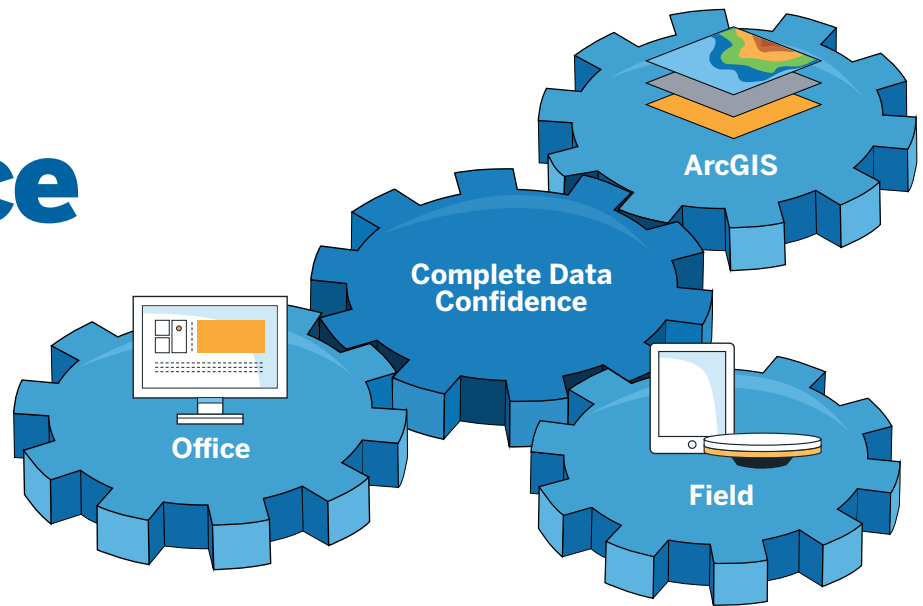 ce
ArcGIS
Complete Data
Confidence
Office
Field